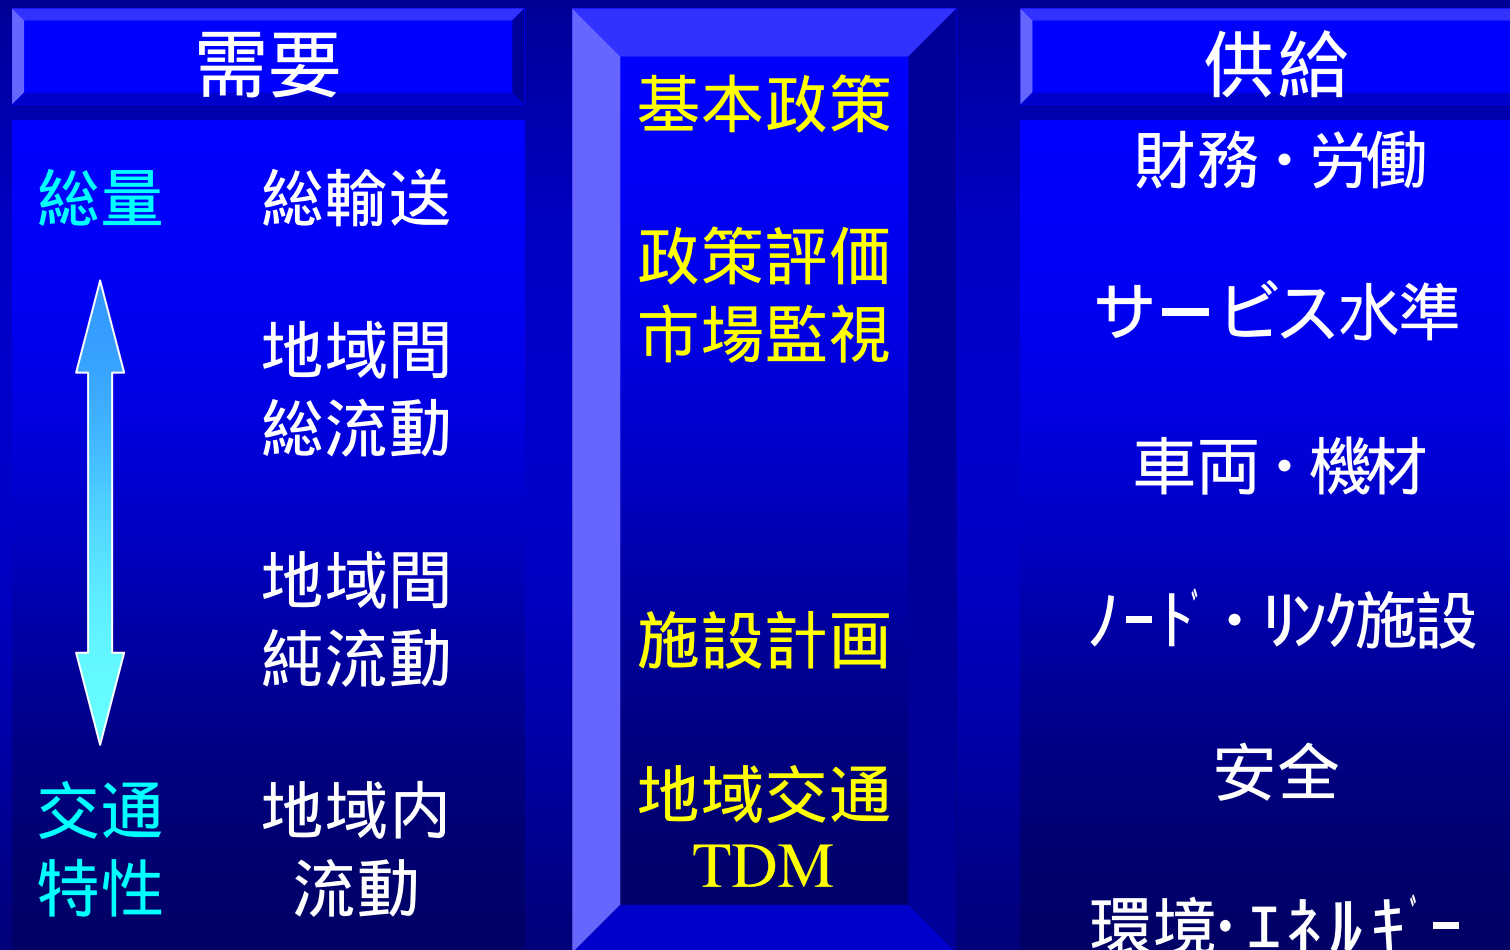 需要
総量
総輸送
地域間
総流動
地域間
純流動
交通
特性
地域内
流動
基本政策
政策評価
市場監視
施設計画
地域交通
TDM
供給
財務・労働
サービス水準
車両・機材
ﾉｰﾄﾞ・ﾘﾝｸ施設
安全
環境･ｴﾈﾙｷﾞｰ